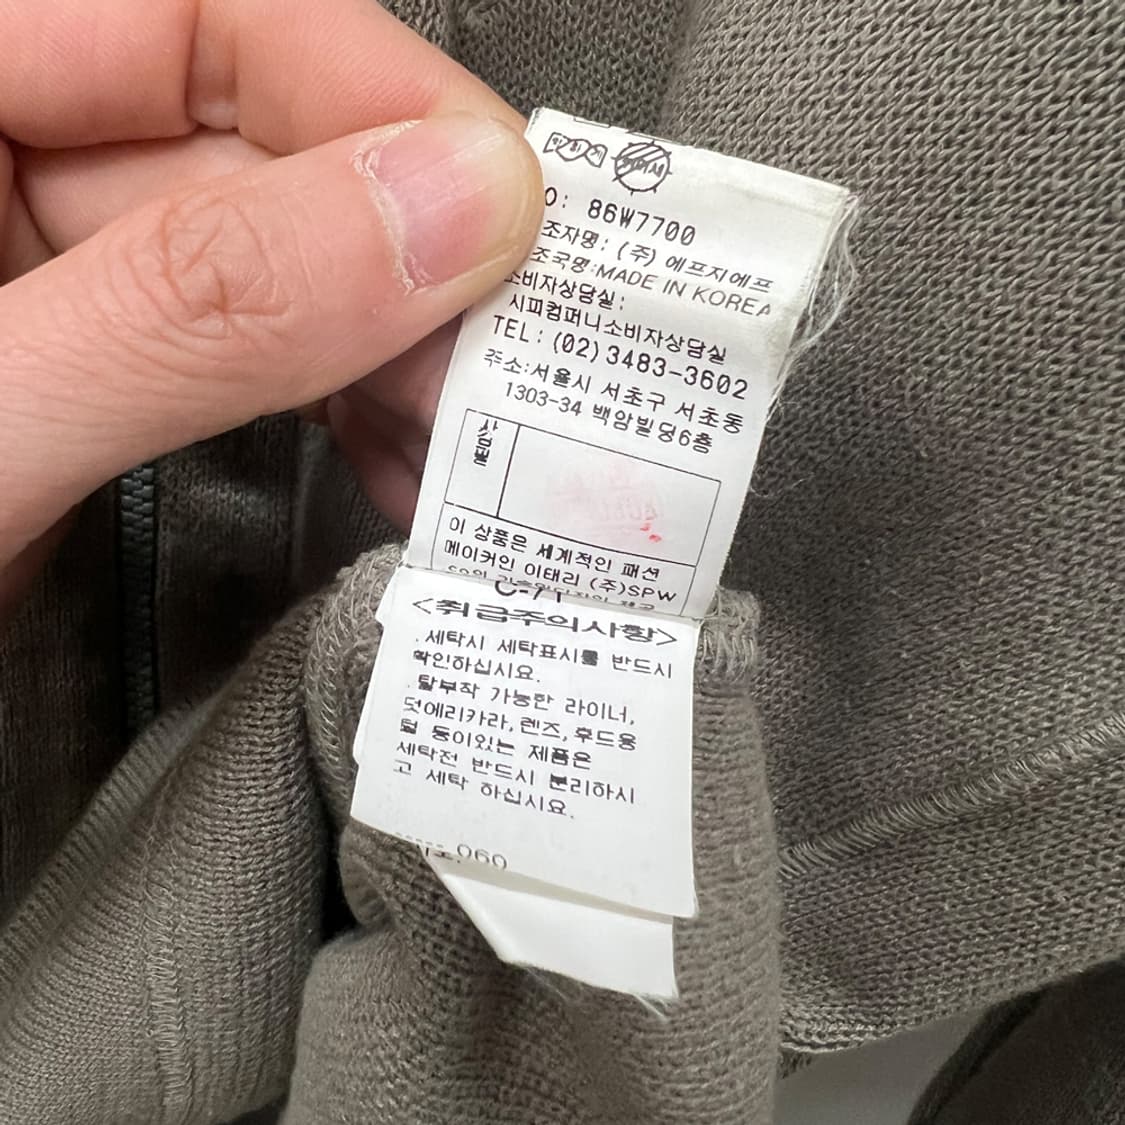 약하게
O: 86W7700
조자명: (주) 에프지에프
조국명:MADE IN KOREA
소비자상담실:
시피컴퍼니소비자상담실
TEL: (02)3483-3602
주소:서울시 서초구 서초동
1303-34 백암빌딩6층
이 상품은 세계적인 패션
메이커인 이태리 (주)SPW
C-71
<취급주의사항>
.세탁시 세탁표시를 반드시
확인하십시요.
.탈부착 가능한 라이너,
덧에리카라,렌즈,후드용
털 등이있는 제품은
세탁전 반드시 분리하시
고 세탁 하십시요.
060